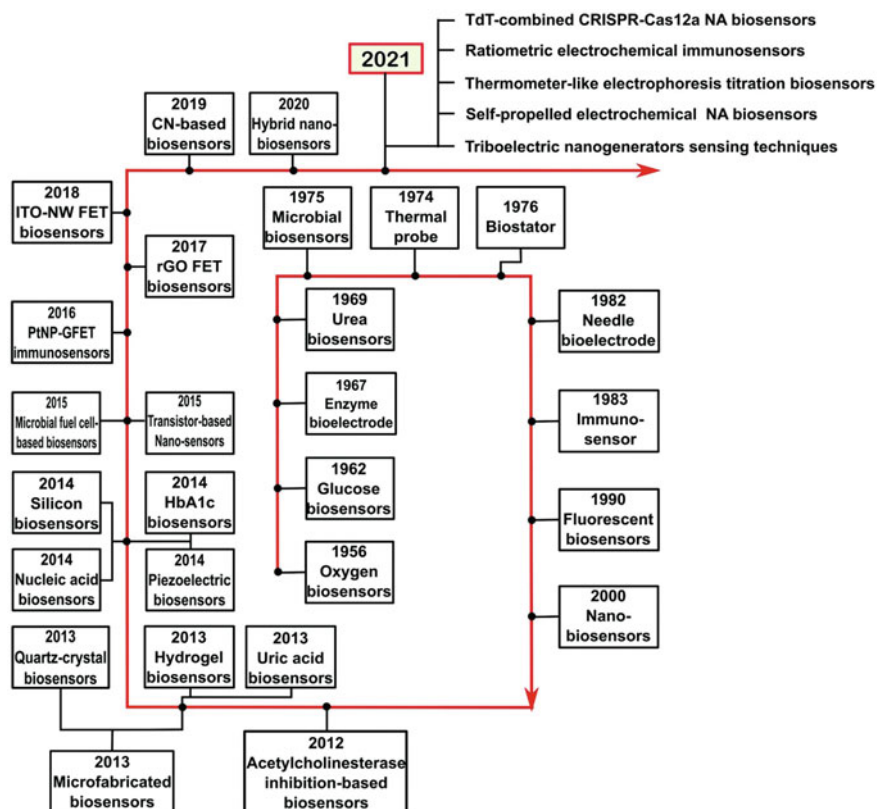 2021
TdT-combined CRISPR-Cas12a NA biosensors
Ratiometric electrochemical immunosensors
Thermometer-like electrophoresis titration biosensors
Self-propelled electrochemical NA biosensors
Triboelectric nanogenerators sensing techniques
2019
CN-based
biosensors
2020
Hybrid nano-
biosensors
2018
ITO-NW FET
biosensors
2017
rGO FET
biosensors
2016
PtNP-GFET
immunosensors
2015
Microbial fuel cell-
based biosensors
2015
Transistor-based
Nano-sensors
2014
Silicon
biosensors
2014
HbA1c
biosensors
2014
Nucleic acid
biosensors
2014
Piezoelectric
biosensors
2013
Quartz-crystal
biosensors
2013
Hydrogel
biosensors
2013
Uric acid
biosensors
2013
Microfabricated
biosensors
2012
Acetylcholinesterase
inhibition-based
biosensors
1975
Microbial
biosensors
1974
Thermal
probe
1976
Biostator
1969
Urea
biosensors
1967
Enzyme
bioelectrode
1962
Glucose
biosensors
1956
Oxygen
biosensors
1982
Needle
bioelectrode
1983
Immuno-
sensor
1990
Fluorescent
biosensors
2000
Nano-
biosensors